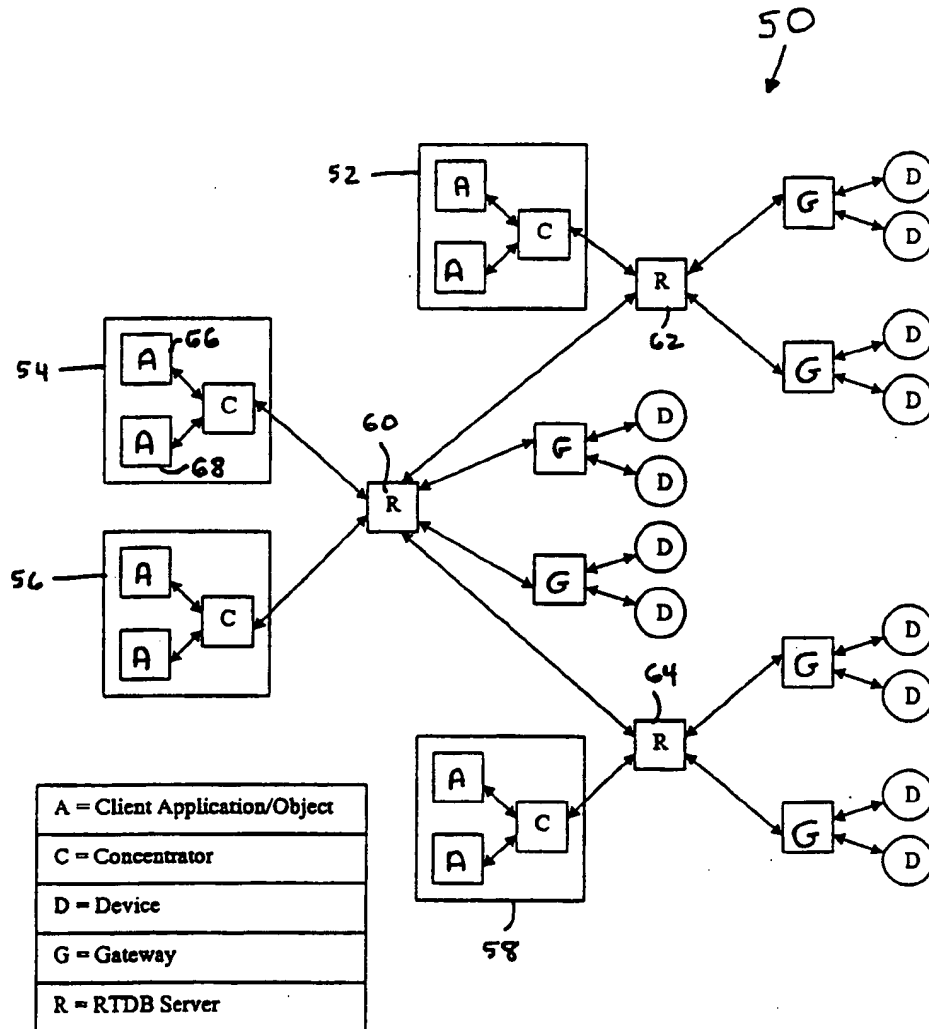 50
52
A
C
A
R
62
G
D
D
G
D
D
54
A
66
C
A
68
60
R
G
D
D
G
D
D
56
A
C
A
64
R
G
D
D
G
D
D
A
C
A
58
A = Client Application/Object
C = Concentrator
D = Device
G = Gateway
R = RTDB Server